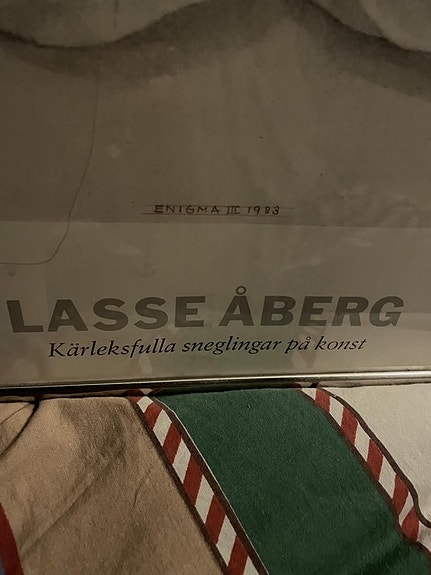 ENIGMA III 1983
LASSE ÅBERG
Kärleksfulla sneglingar på konst